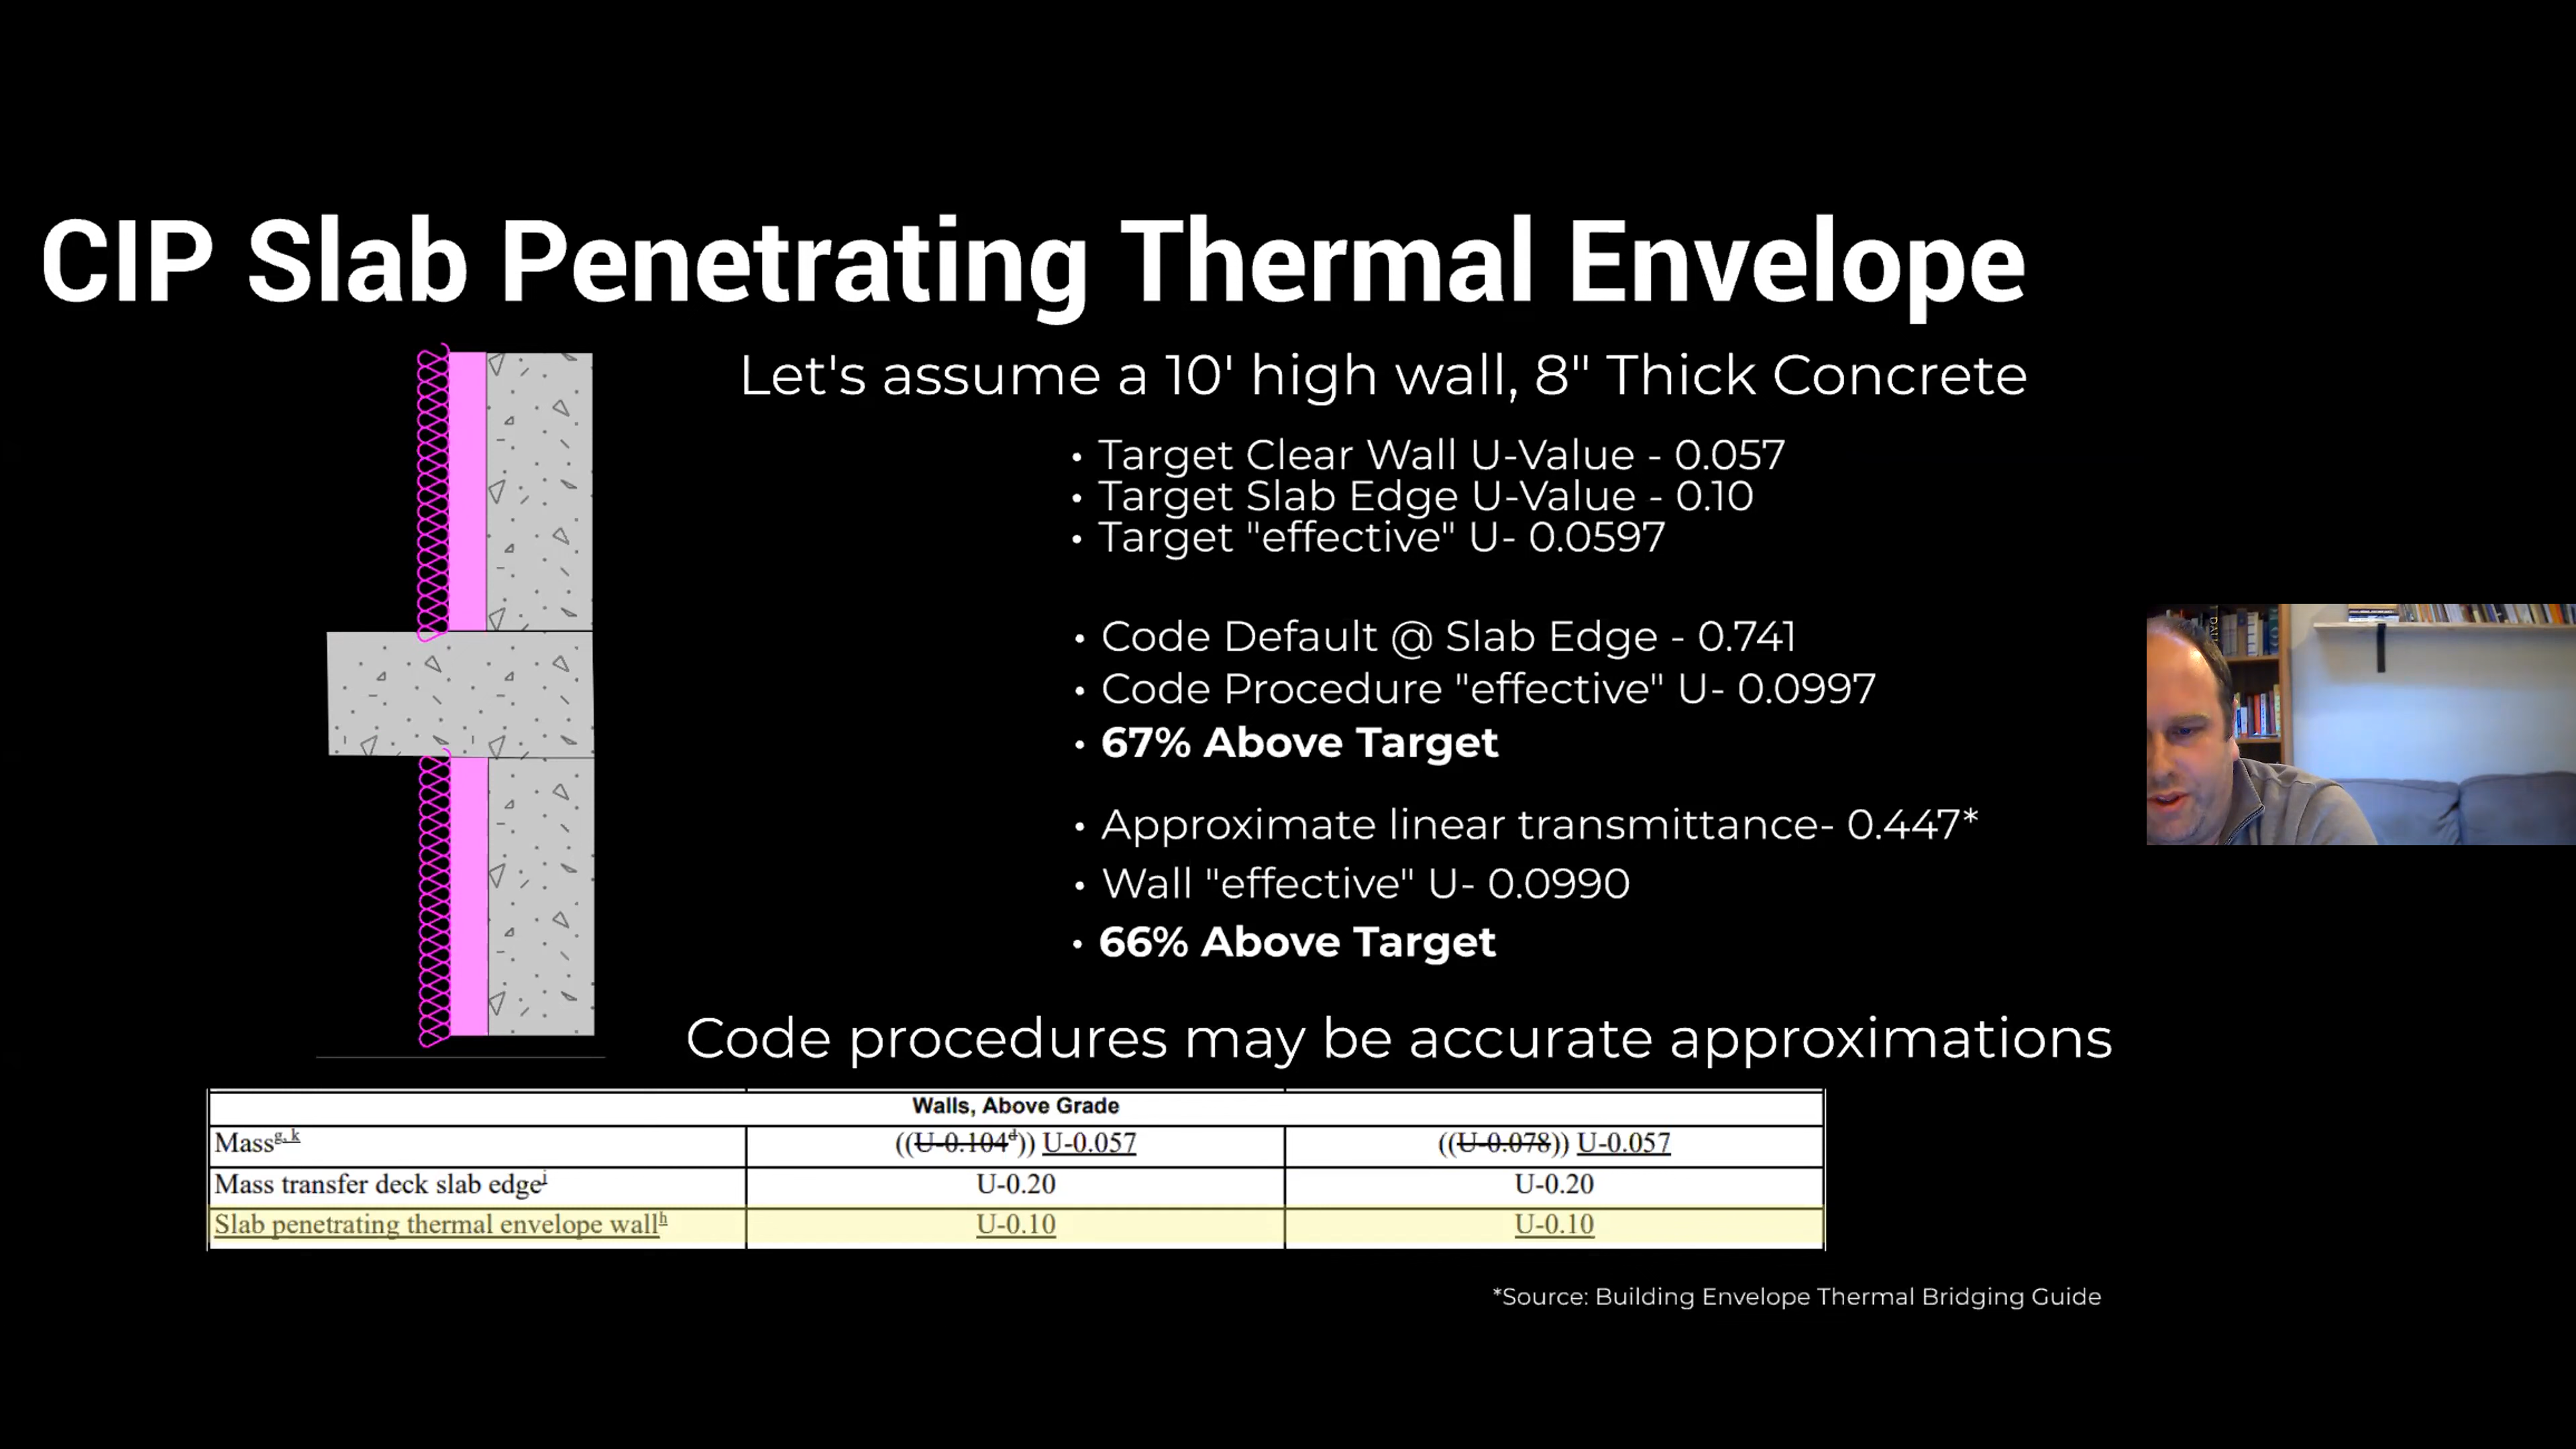 CIP Slab Penetrating Thermal Envelope
Let's assume a 10' high wall, 8" Thick Concrete
• Target Clear Wall U-Value - 0.057
• Target Slab Edge U-Value - 0.10
• Target "effective" U- 0.0597
• Code Default @ Slab Edge - 0.741
• Code Procedure "effective" U- 0.0997
• 67% Above Target
• Approximate linear transmittance- 0.447*
• Wall "effective" U- 0.0990
• 66% Above Target
Code procedures may be accurate approximations
Walls, Above Grade
Massg, k ((U-0.104d)) U-0.057 ((U-0.078)) U-0.057
Mass transfer deck slab edgej U-0.20 U-0.20
Slab penetrating thermal envelope wallh U-0.10 U-0.10
*Source: Building Envelope Thermal Bridging Guide